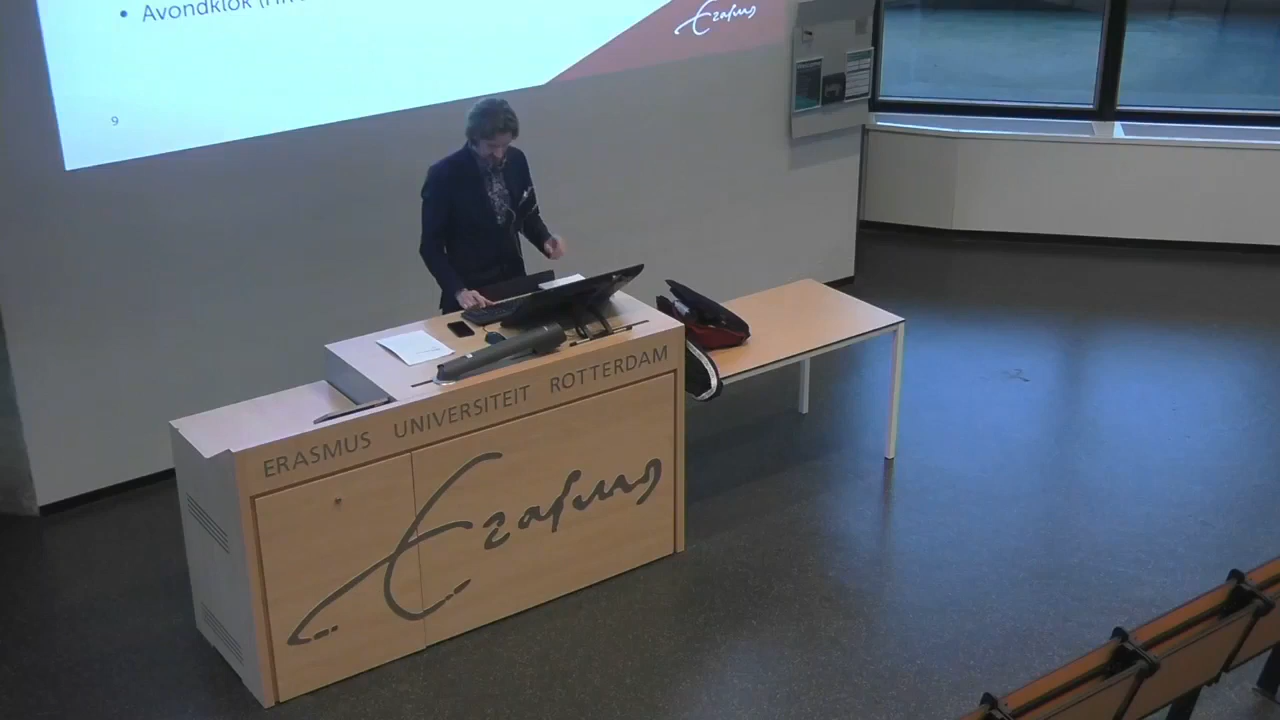 • Avondklok
Erasmus
9
ERASMUS UNIVERSITEIT ROTTERDAM
Erasmus